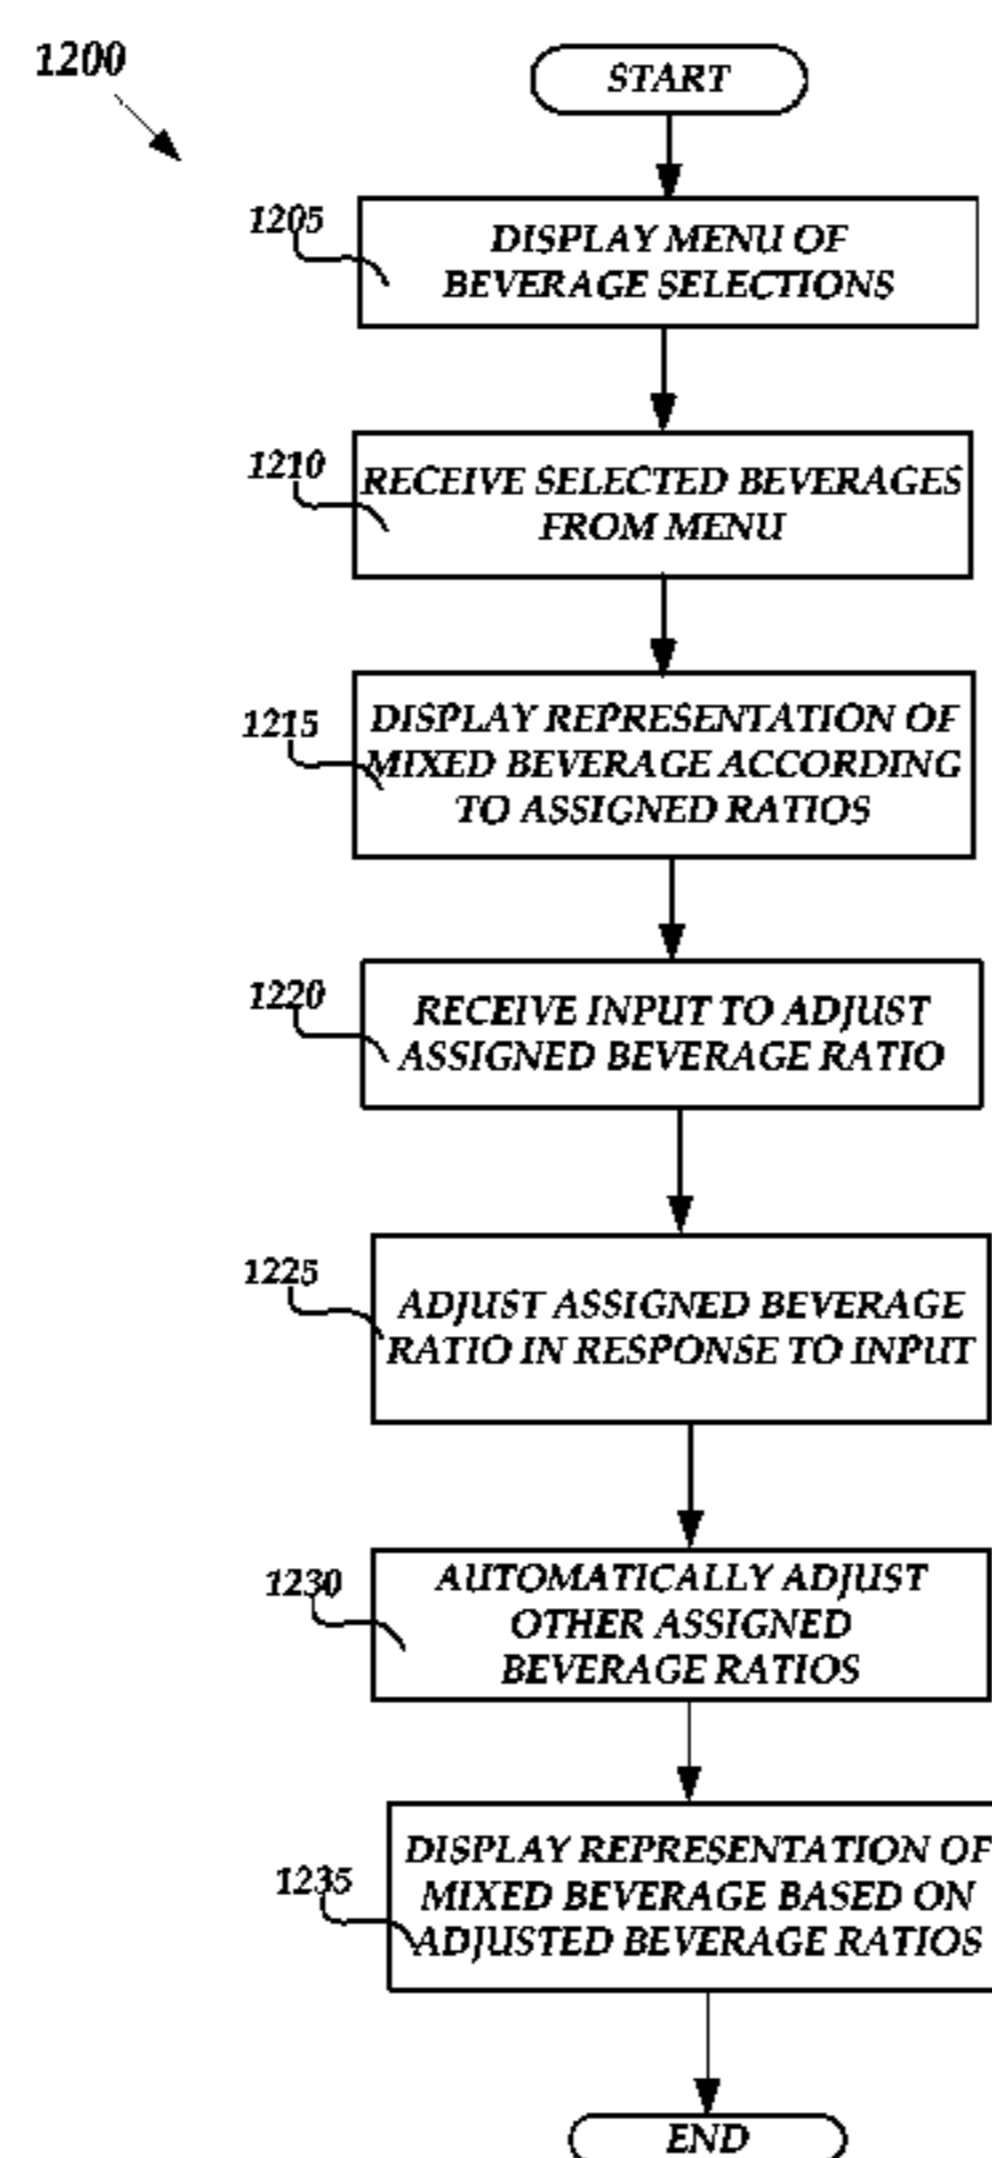 1200
START
1205
DISPLAY MENU OF
BEVERAGE SELECTIONS
1210
RECEIVE SELECTED BEVERAGES
FROM MENU
1215
DISPLAY REPRESENTATION OF
MIXED BEVERAGE ACCORDING
TO ASSIGNED RATIOS
1220
RECEIVE INPUT TO ADJUST
ASSIGNED BEVERAGE RATIO
1225
ADJUST ASSIGNED BEVERAGE
RATIO IN RESPONSE TO INPUT
1230
AUTOMATICALLY ADJUST
OTHER ASSIGNED
BEVERAGE RATIOS
1235
DISPLAY REPRESENTATION OF
MIXED BEVERAGE BASED ON
ADJUSTED BEVERAGE RATIOS
END